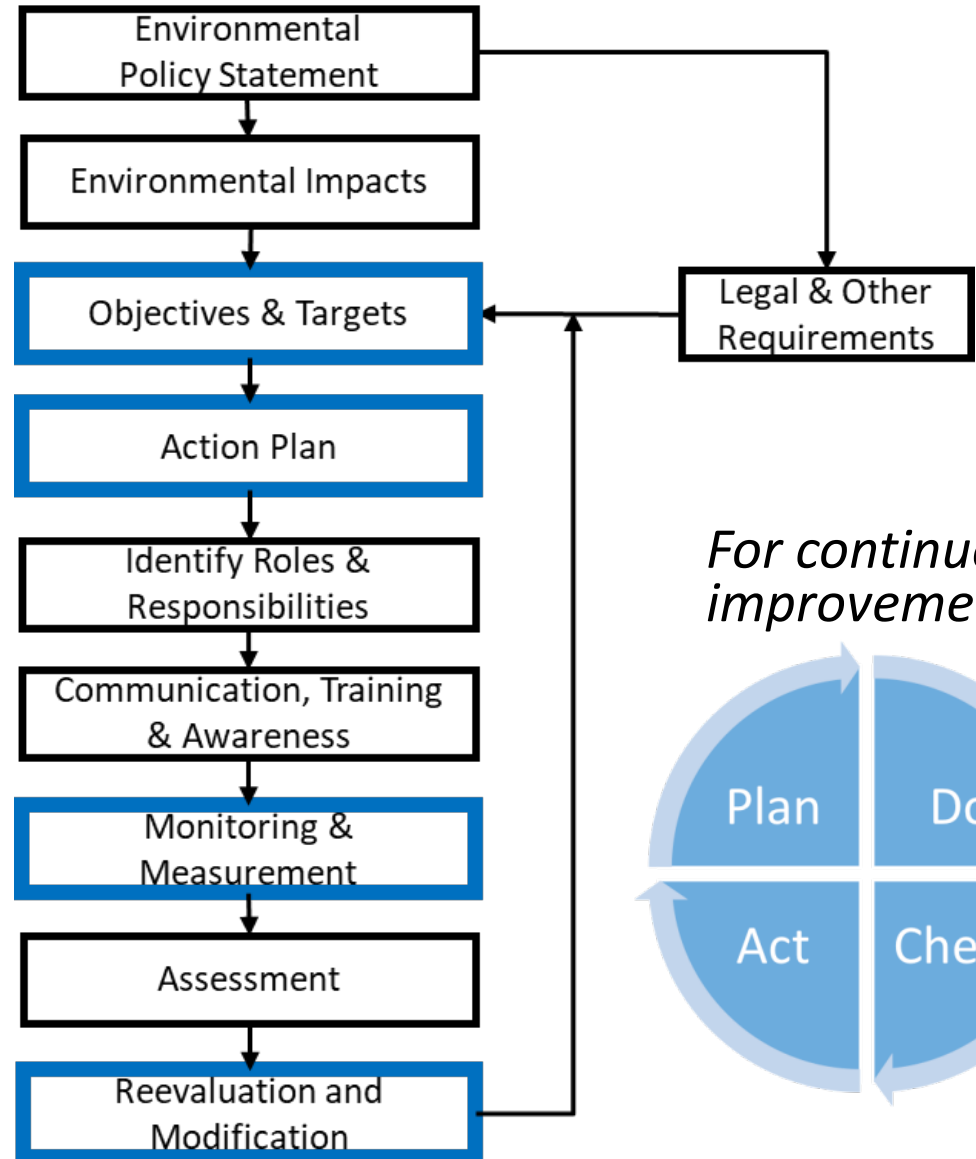 Environmental
Policy Statement
Environmental Impacts
Objectives & Targets
Legal & Other
Requirements
Action Plan
Identify Roles &
Responsibilities
For
Communication, Training
& Awareness
Monitoring &
Measurement
Plan
Act
Assessment
Reevaluation and
Modification